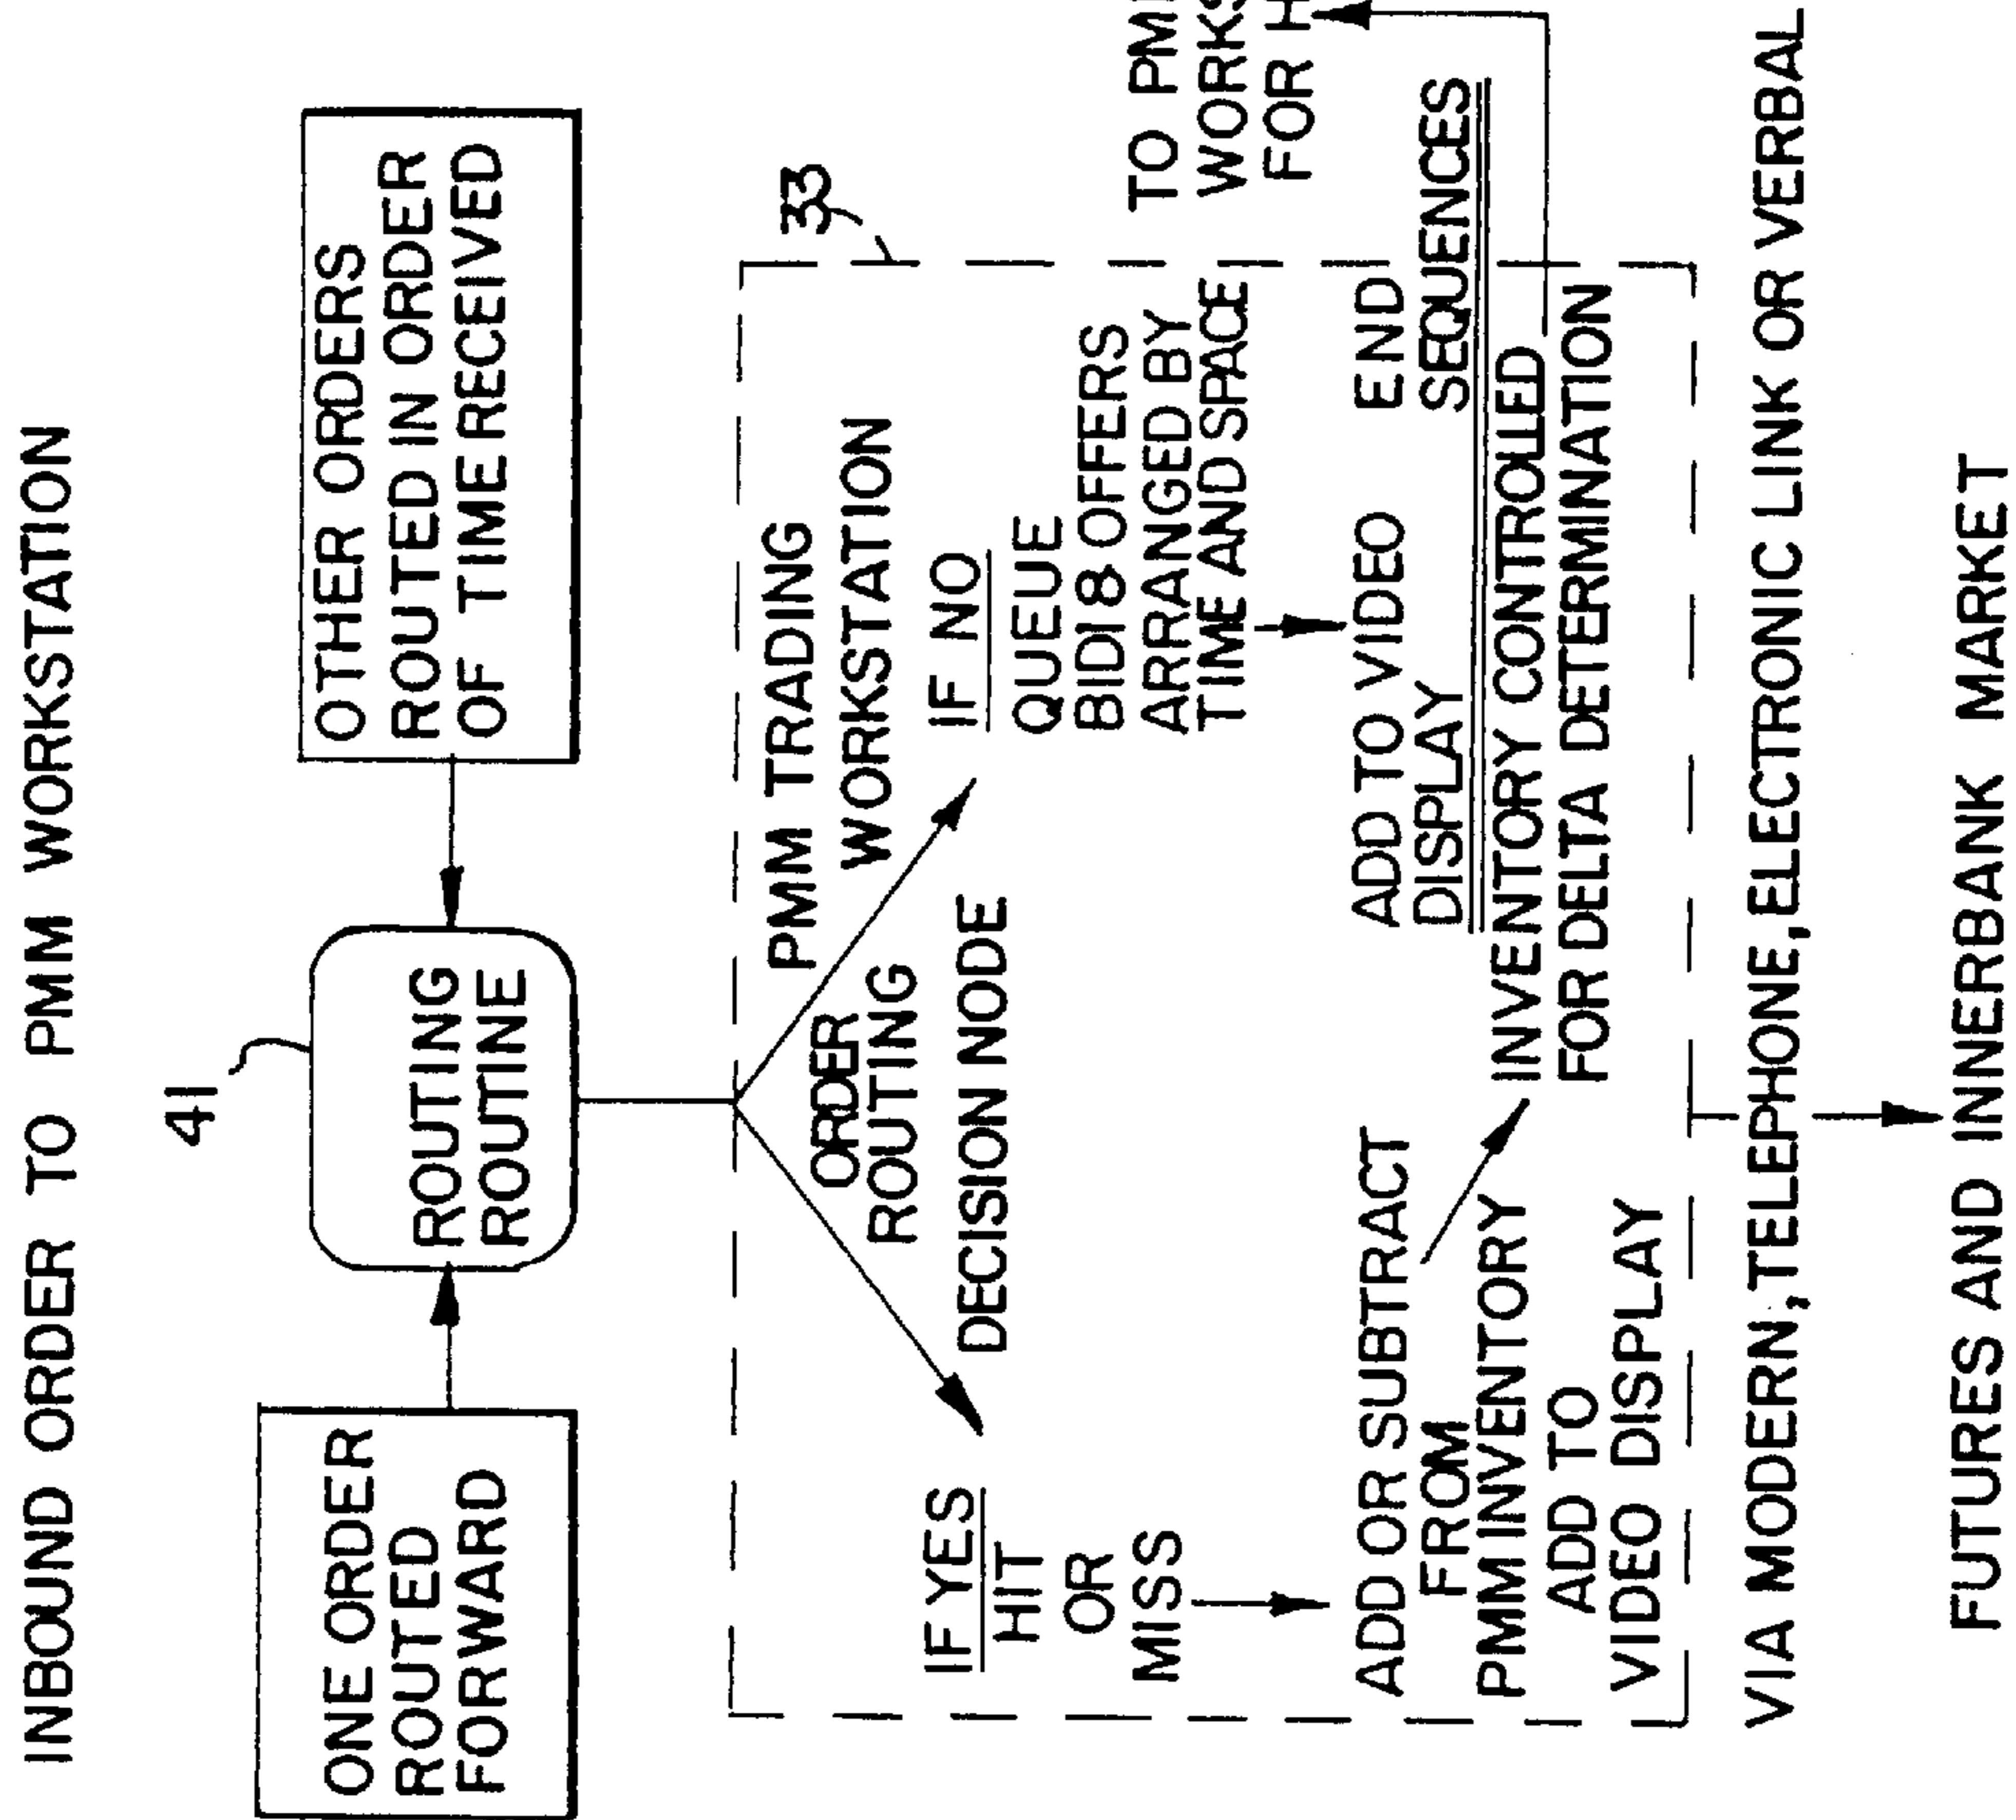 INBOUND ORDER TO PMM WORKSTATION
41
ONE ORDER
ROUTED
FORWARD
ROUTING
ROUTINE
OTHER ORDERS
ROUTED IN ORDER
OF TIME RECEIVED
33
PMM TRADING
WORKSTATION
ORDER
ROUTING
DECISION NODE
IF YES
HIT
OR
MISS
IF NO
QUEUE
BIDI & OFFERS
ARRANGED BY
TIME AND SPACE
ADD OR SUBTRACT
FROM
PMM INVENTORY
ADD TO
VIDEO DISPLAY
ADD TO VIDEO
DISPLAY
END
SEQUENCES
INVENTORY CONTROLLED
FOR DELTA DETERMINATION
TO PM
WORKS
FOR H
VIA MODERN, TELEPHONE, ELECTRONIC LINK OR VERBAL
FUTURES AND INNERBANK MARKET